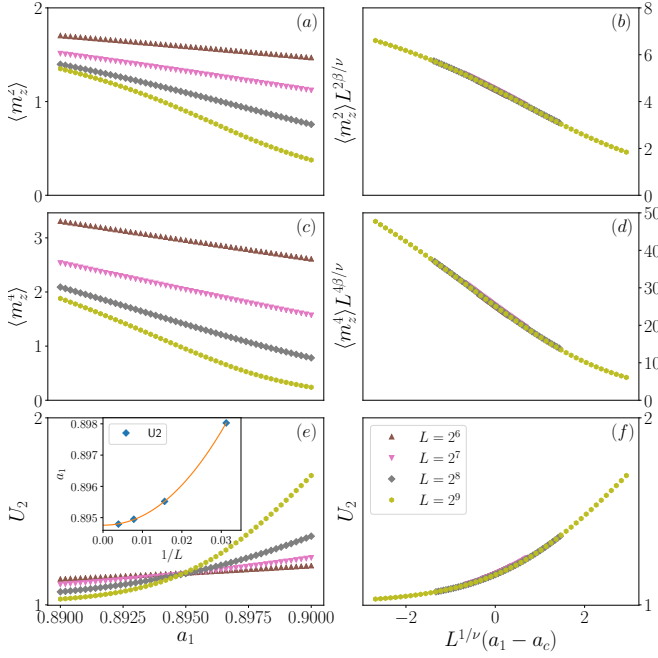 2
(a)
⟨m_z^2⟩
1
0
8
(b)
6
⟨m_z^2⟩L^{2β/ν}
4
2
0
3
(c)
⟨m_z^4⟩
2
1
0
50
(d)
40
⟨m_z^4⟩L^{4β/ν}
30
20
10
0
2
(e)
U_2
1
0.898
0.897
a_1
0.896
0.895
U2
0.00 0.01 0.02 0.03
1/L
0.8900 0.8925 0.8950 0.8975 0.9000
a_1
2
(f)
L = 2^6
L = 2^7
L = 2^8
L = 2^9
U_2
1
−2 0 2
L^{1/ν}(a_1 − a_c)